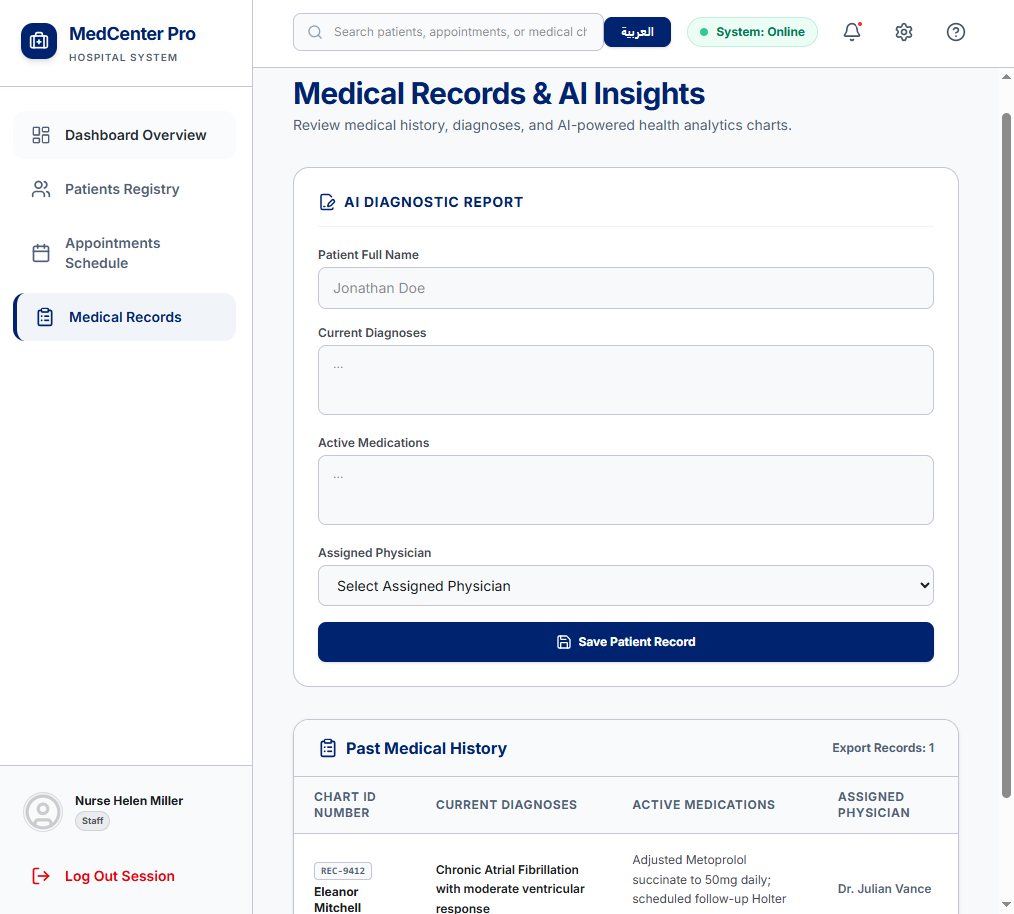 MedCenter Pro
HOSPITAL SYSTEM
Search patients, appointments, or medical ch
العربية
System: Online
Dashboard Overview
Patients Registry
Appointments
Schedule
Medical Records
Nurse Helen Miller
Staff
Log Out Session
Medical Records & AI Insights
Review medical history, diagnoses, and AI-powered health analytics charts.
AI DIAGNOSTIC REPORT
Patient Full Name
Jonathan Doe
Current Diagnoses
...
Active Medications
...
Assigned Physician
Select Assigned Physician
Save Patient Record
Past Medical History
Export Records: 1
CHART ID
NUMBER
CURRENT DIAGNOSES
ACTIVE MEDICATIONS
ASSIGNED
PHYSICIAN
REC-9412
Eleanor
Mitchell
Chronic Atrial Fibrillation
with moderate ventricular
response
Adjusted Metoprolol
succinate to 50mg daily;
scheduled follow-up Holter
Dr. Julian Vance